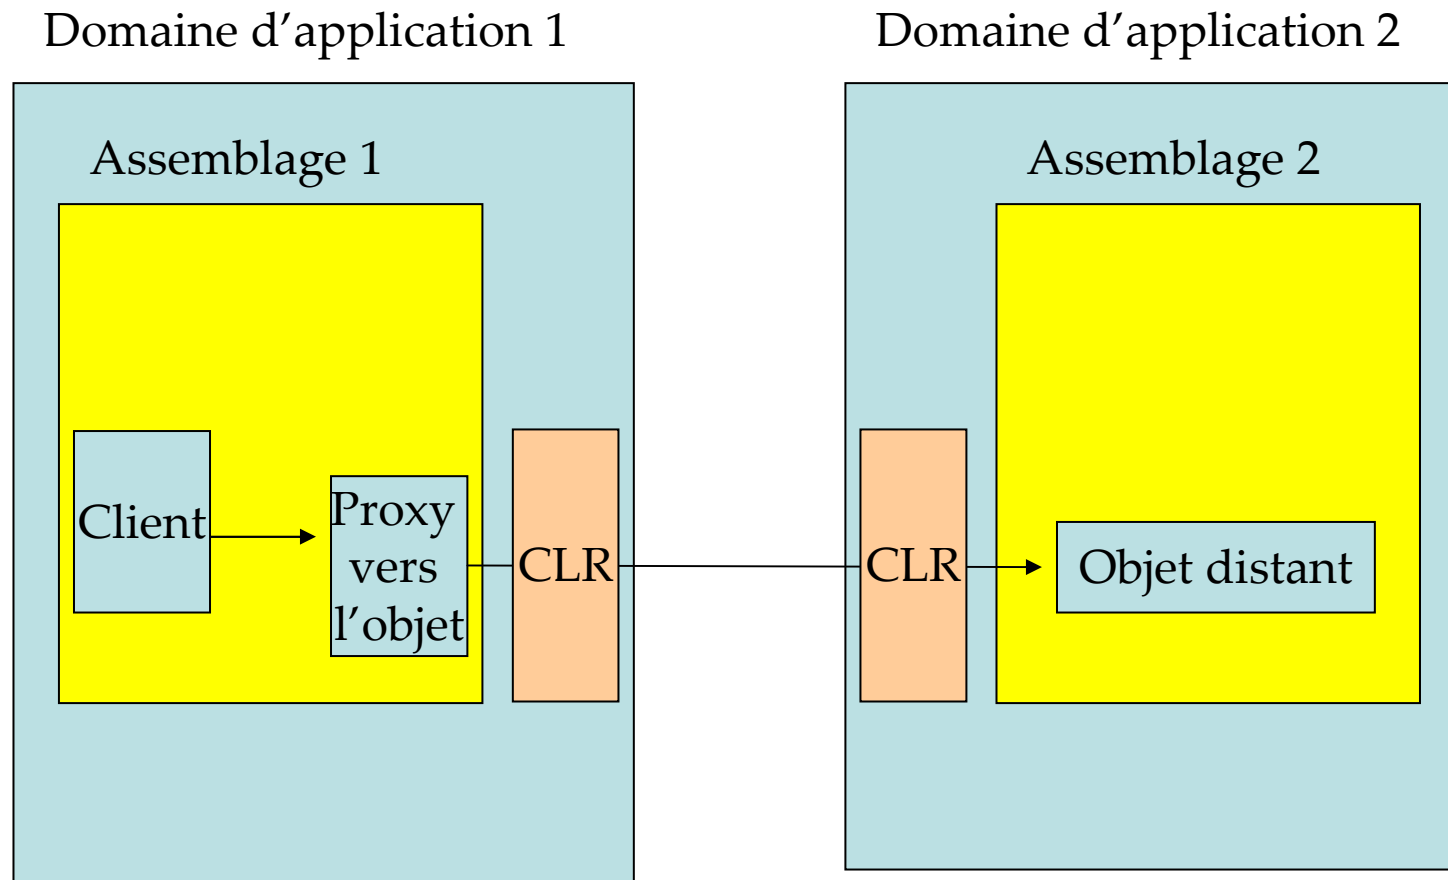 Domaine d’application 1
Domaine d’application 2
Assemblage 1
Assemblage 2
Client
Proxy
vers
l’objet
CLR
CLR
Objet distant